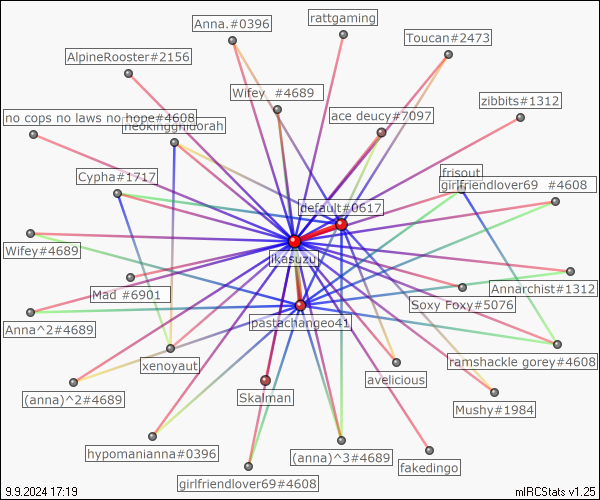 Anna.#0396
rattgaming
Toucan#2473
AlpineRooster#2156
Wifey #4689
zibbits#1312
no cops no laws no hope#4608
ace deucy#7097
neokingghidorah
Cypha#1717
frisout
girlfriendlover69 #4608
default#0617
Wifey#4689
ikasuzu
Mad #6901
Annarchist#1312
Soxy Foxy#5076
Anna^2#4689
pastachangeo41
xenoyaut
ramshackle gorey#4608
avelicious
(anna)^2#4689
Skalman
Mushy#1984
hypomanianna#0396
(anna)^3#4689
fakedingo
girlfriendlover69#4608
9.9.2024 17:19
mIRCStats v1.25